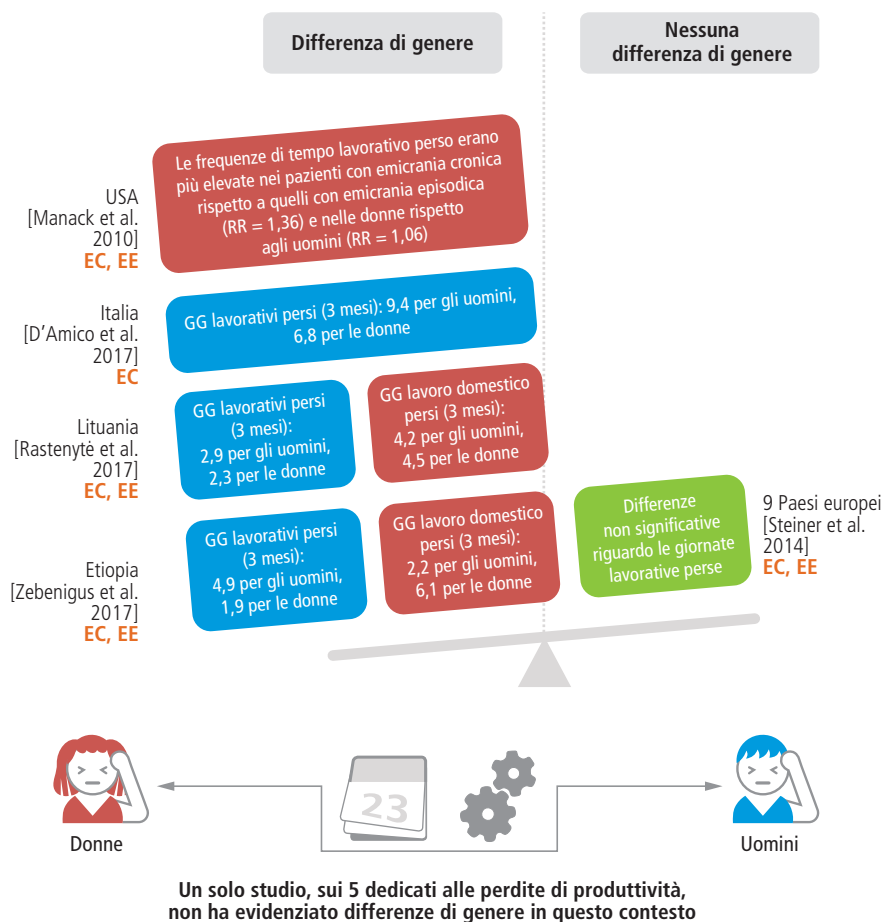 Differenza di genere
Nessuna
differenza di genere
USA
[Manack et al.
2010]
EC, EE
Le frequenze di tempo lavorativo perso erano
più elevate nei pazienti con emicrania cronica
rispetto a quelli con emicrania episodica
(RR = 1,36) e nelle donne rispetto
agli uomini (RR = 1,06)
Italia
[D’Amico et al.
2017]
EC
GG lavorativi persi (3 mesi): 9,4 per gli uomini,
6,8 per le donne
Lituania
[Rastenytė et al.
2017]
EC, EE
GG lavorativi persi
(3 mesi):
2,9 per gli uomini,
2,3 per le donne
GG lavoro domestico
persi (3 mesi):
4,2 per gli uomini,
4,5 per le donne
Etiopia
[Zebenigus et al.
2017]
EC, EE
GG lavorativi persi
(3 mesi):
4,9 per gli uomini,
1,9 per le donne
GG lavoro domestico
persi (3 mesi):
2,2 per gli uomini,
6,1 per le donne
Differenze
non significative
riguardo le giornate
lavorative perse
9 Paesi europei
[Steiner et al.
2014]
EC, EE
23
Donne
Uomini
Un solo studio, sui 5 dedicati alle perdite di produttività,
non ha evidenziato differenze di genere in questo contesto